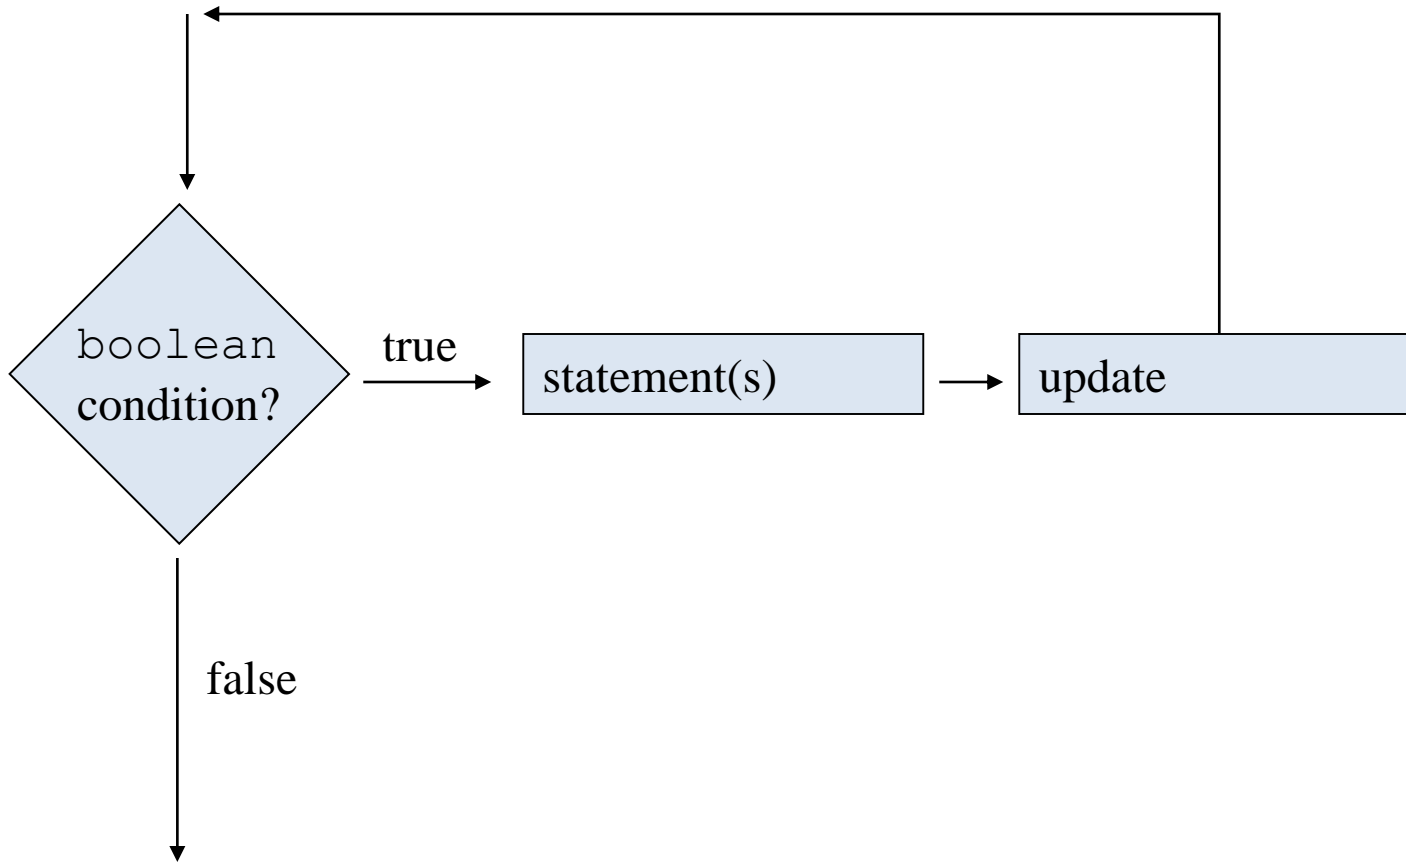 boolean
condition?
true
statement(s)
update
false